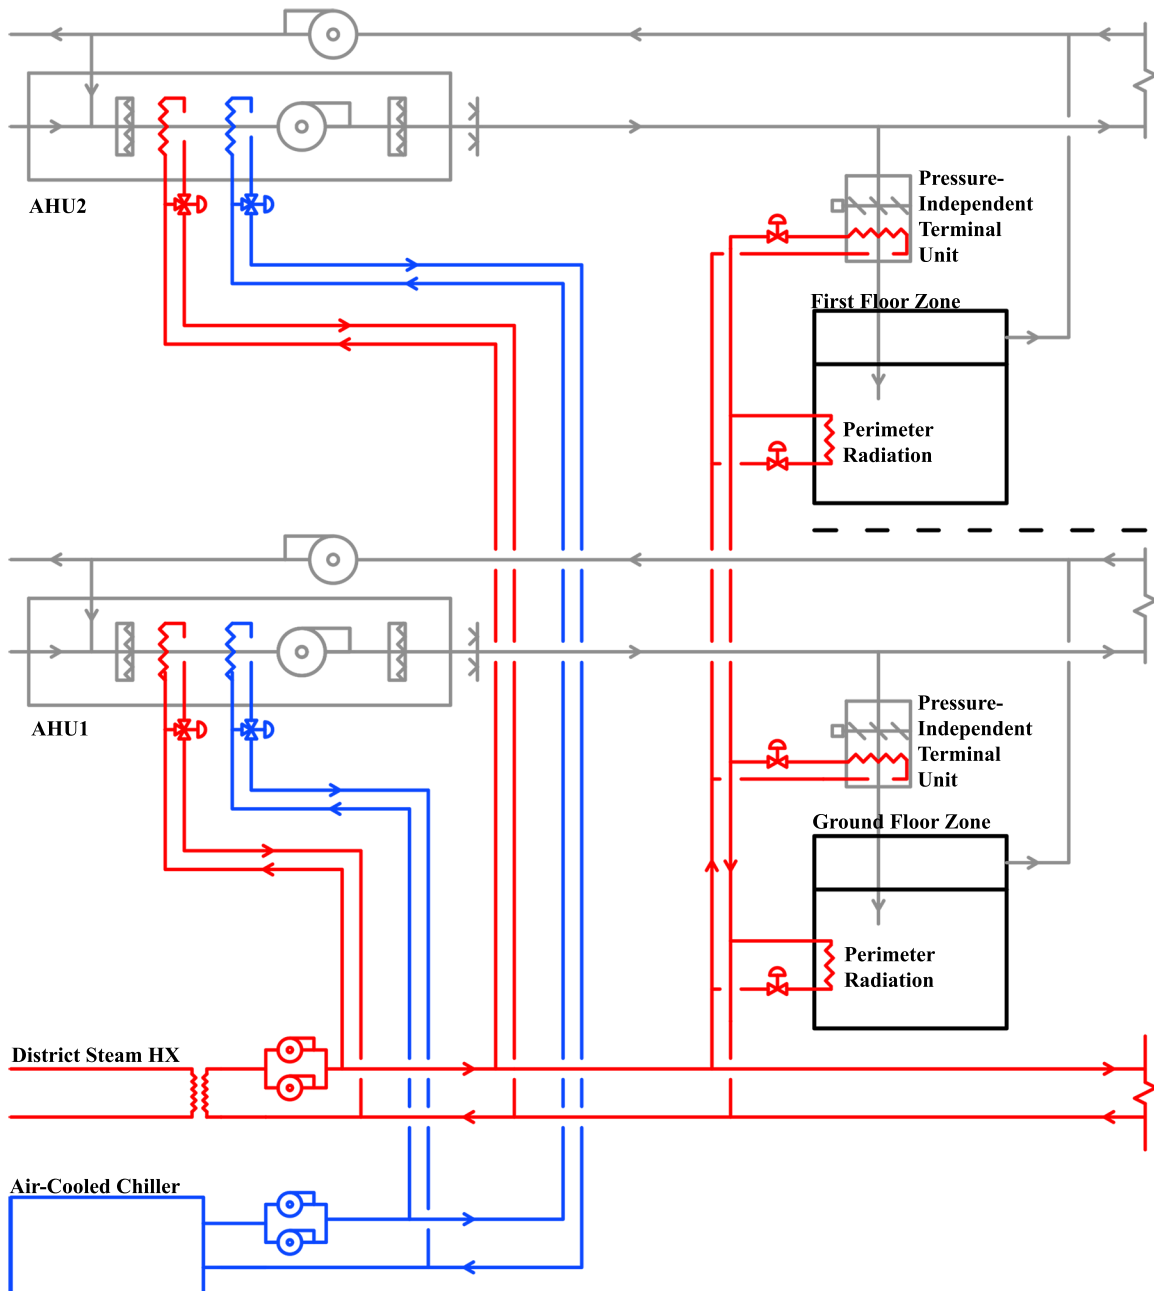 AHU2
Pressure-
Independent
Terminal
Unit
First Floor Zone
Perimeter
Radiation
AHU1
Pressure-
Independent
Terminal
Unit
Ground Floor Zone
Perimeter
Radiation
District Steam HX
Air-Cooled Chiller